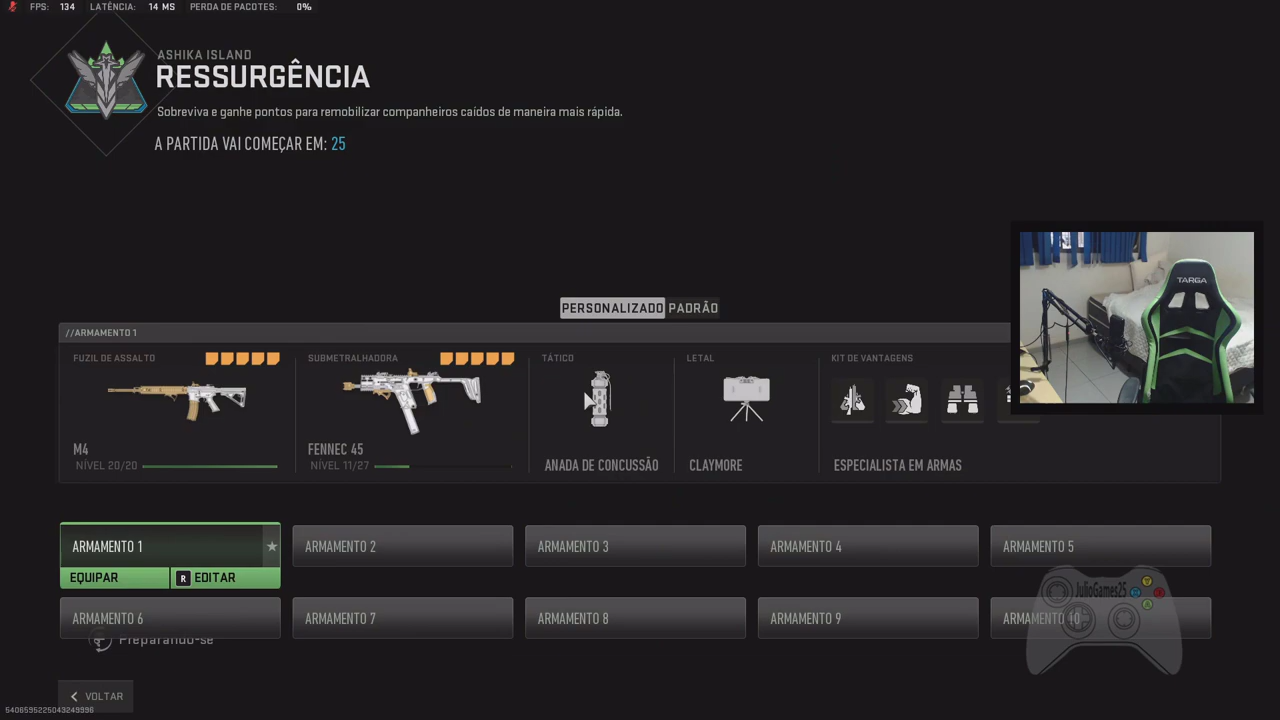 FPS: 134 LATÊNCIA: 14 MS PERDA DE PACOTES: 0%
ASHIKA ISLAND
RESSURGÊNCIA
Sobreviva e ganhe pontos para remobilizar companheiros caídos de maneira mais rápida.
A PARTIDA VAI COMEÇAR EM: 25
TARGA
PERSONALIZADO PADRÃO
//ARMAMENTO 1
FUZIL DE ASSALTO SUBMETRALHADORA TÁTICO LETAL KIT DE VANTAGENS
M4 FENNEC 45
NÍVEL 20/20 NÍVEL 11/27 ANADA DE CONCUSSÃO CLAYMORE ESPECIALISTA EM ARMAS
ARMAMENTO 1 ARMAMENTO 2 ARMAMENTO 3 ARMAMENTO 4 ARMAMENTO 5
EQUIPAR R EDITAR
JulioGames25
ARMAMENTO 6 ARMAMENTO 7 ARMAMENTO 8 ARMAMENTO 9 ARMAMENTO 10
Preparando-se
VOLTAR
5408595225043249996